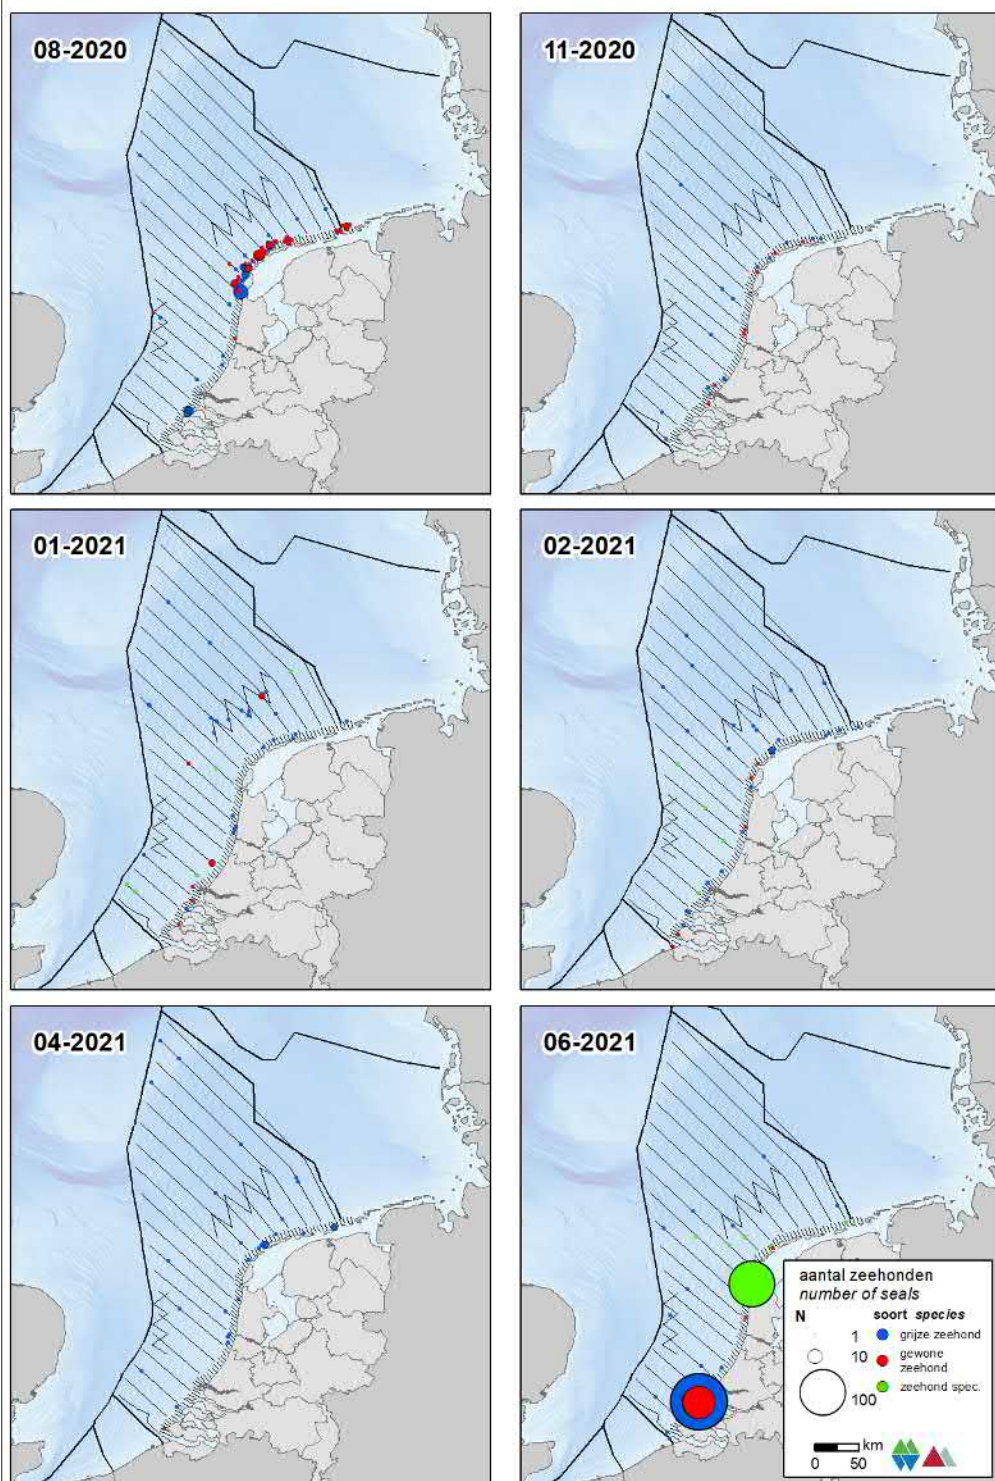 08-2020
11-2020
01-2021
02-2021
04-2021
06-2021
aantal zeehonden
number of seals
N soort species
1 grijze zeehond
10 gewone
zeehond
100 zeehond spec.
km
0 50